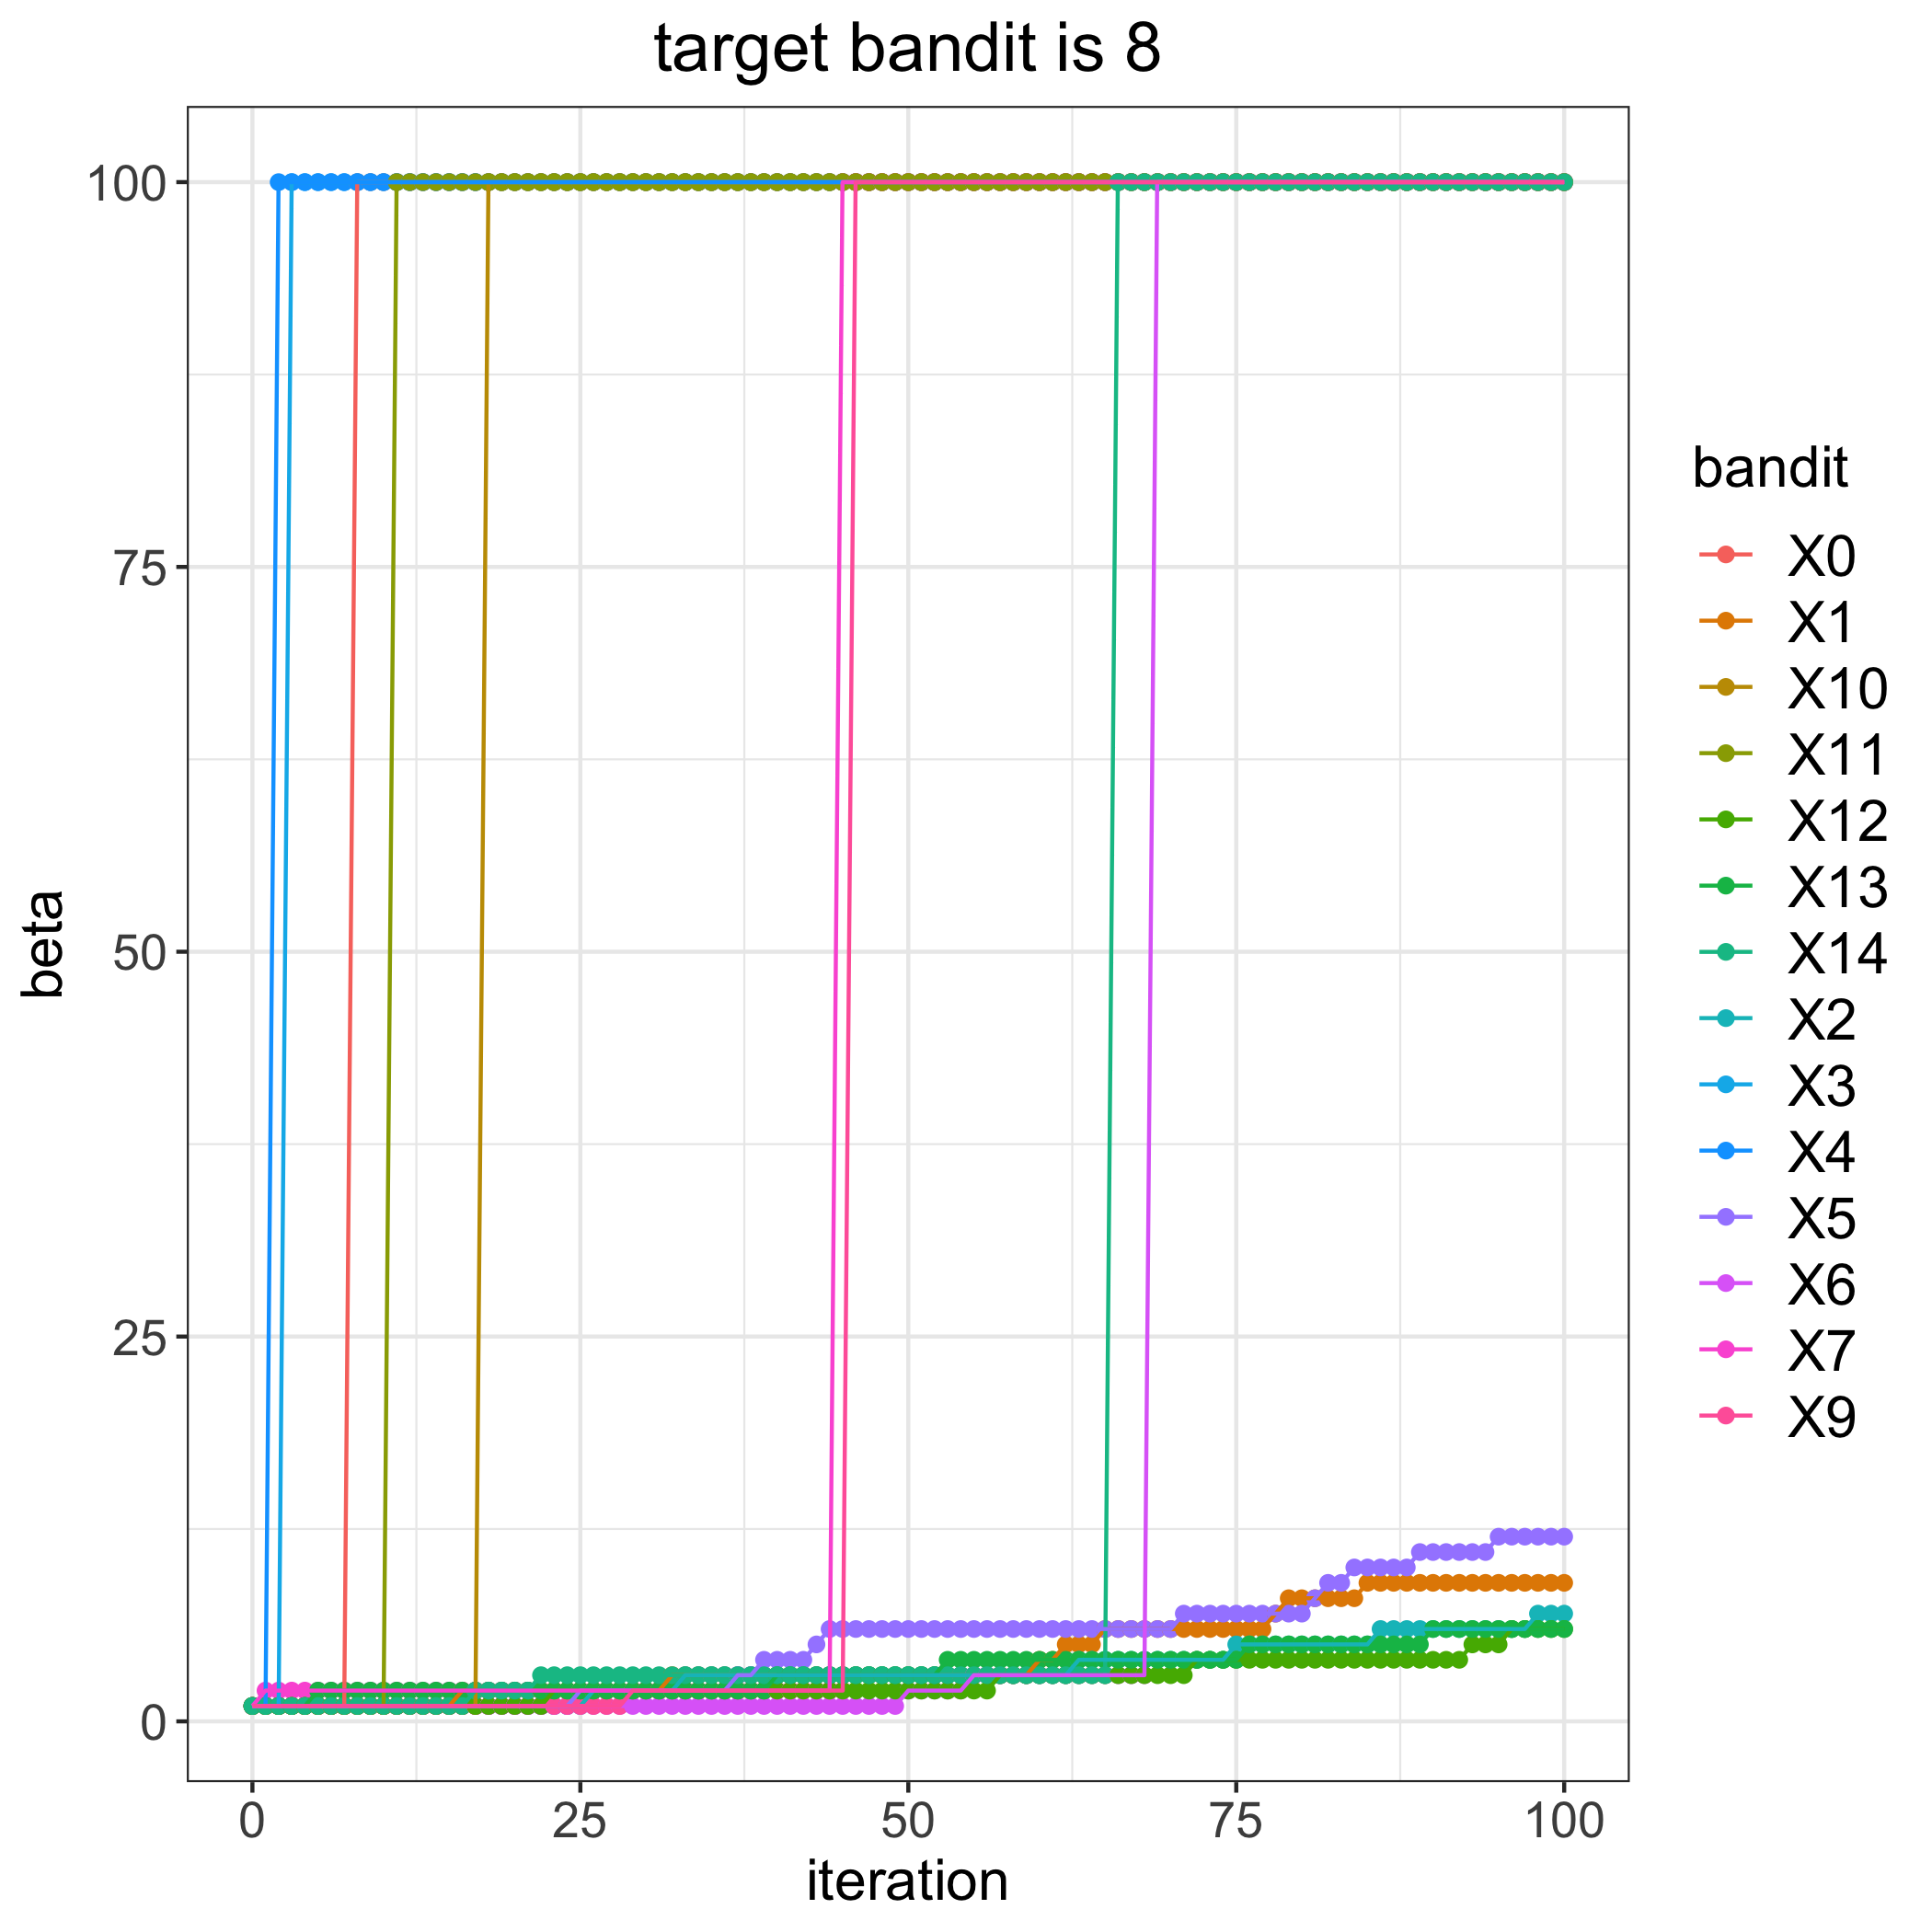 target bandit is 8
100
75
50
25
0
beta
0 25 50 75 100
iteration
bandit
X0
X1
X10
X11
X12
X13
X14
X2
X3
X4
X5
X6
X7
X9